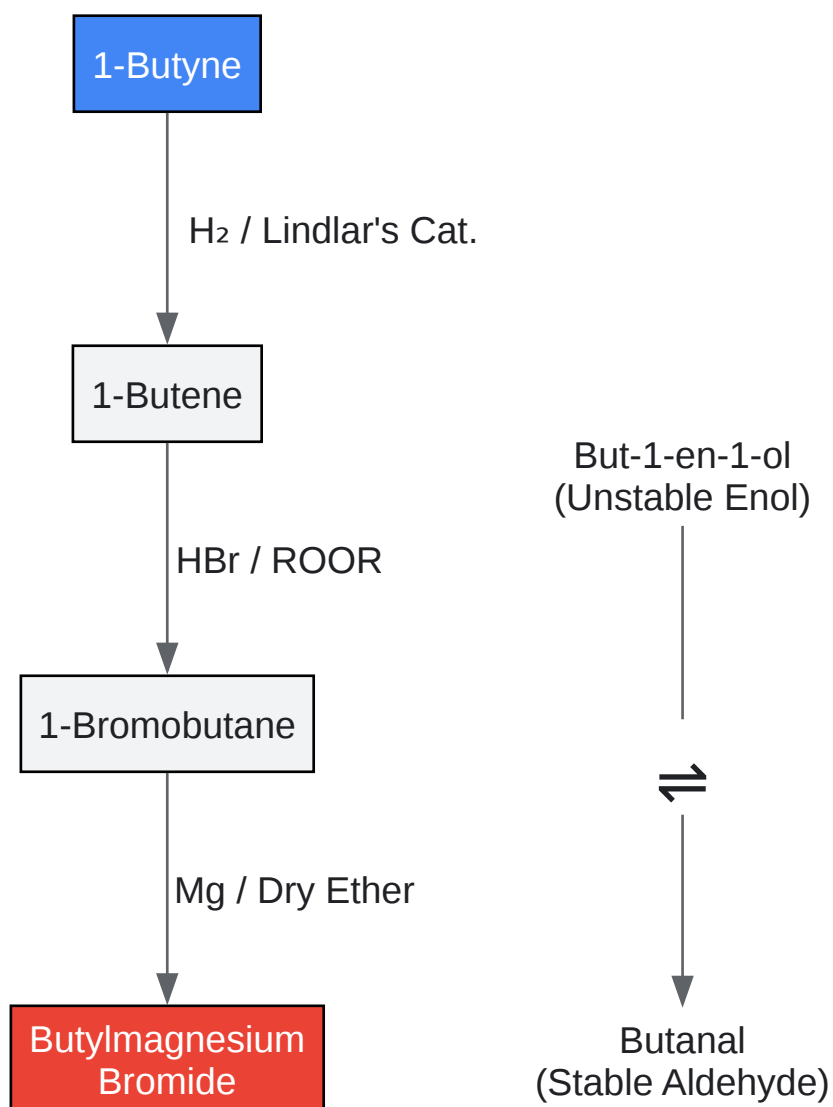 1-Butyne
H₂ / Lindlar's Cat.
1-Butene
HBr / ROOR
1-Bromobutane
Mg / Dry Ether
Butylmagnesium
Bromide
But-1-en-1-ol
(Unstable Enol)
⇌
Butanal
(Stable Aldehyde)